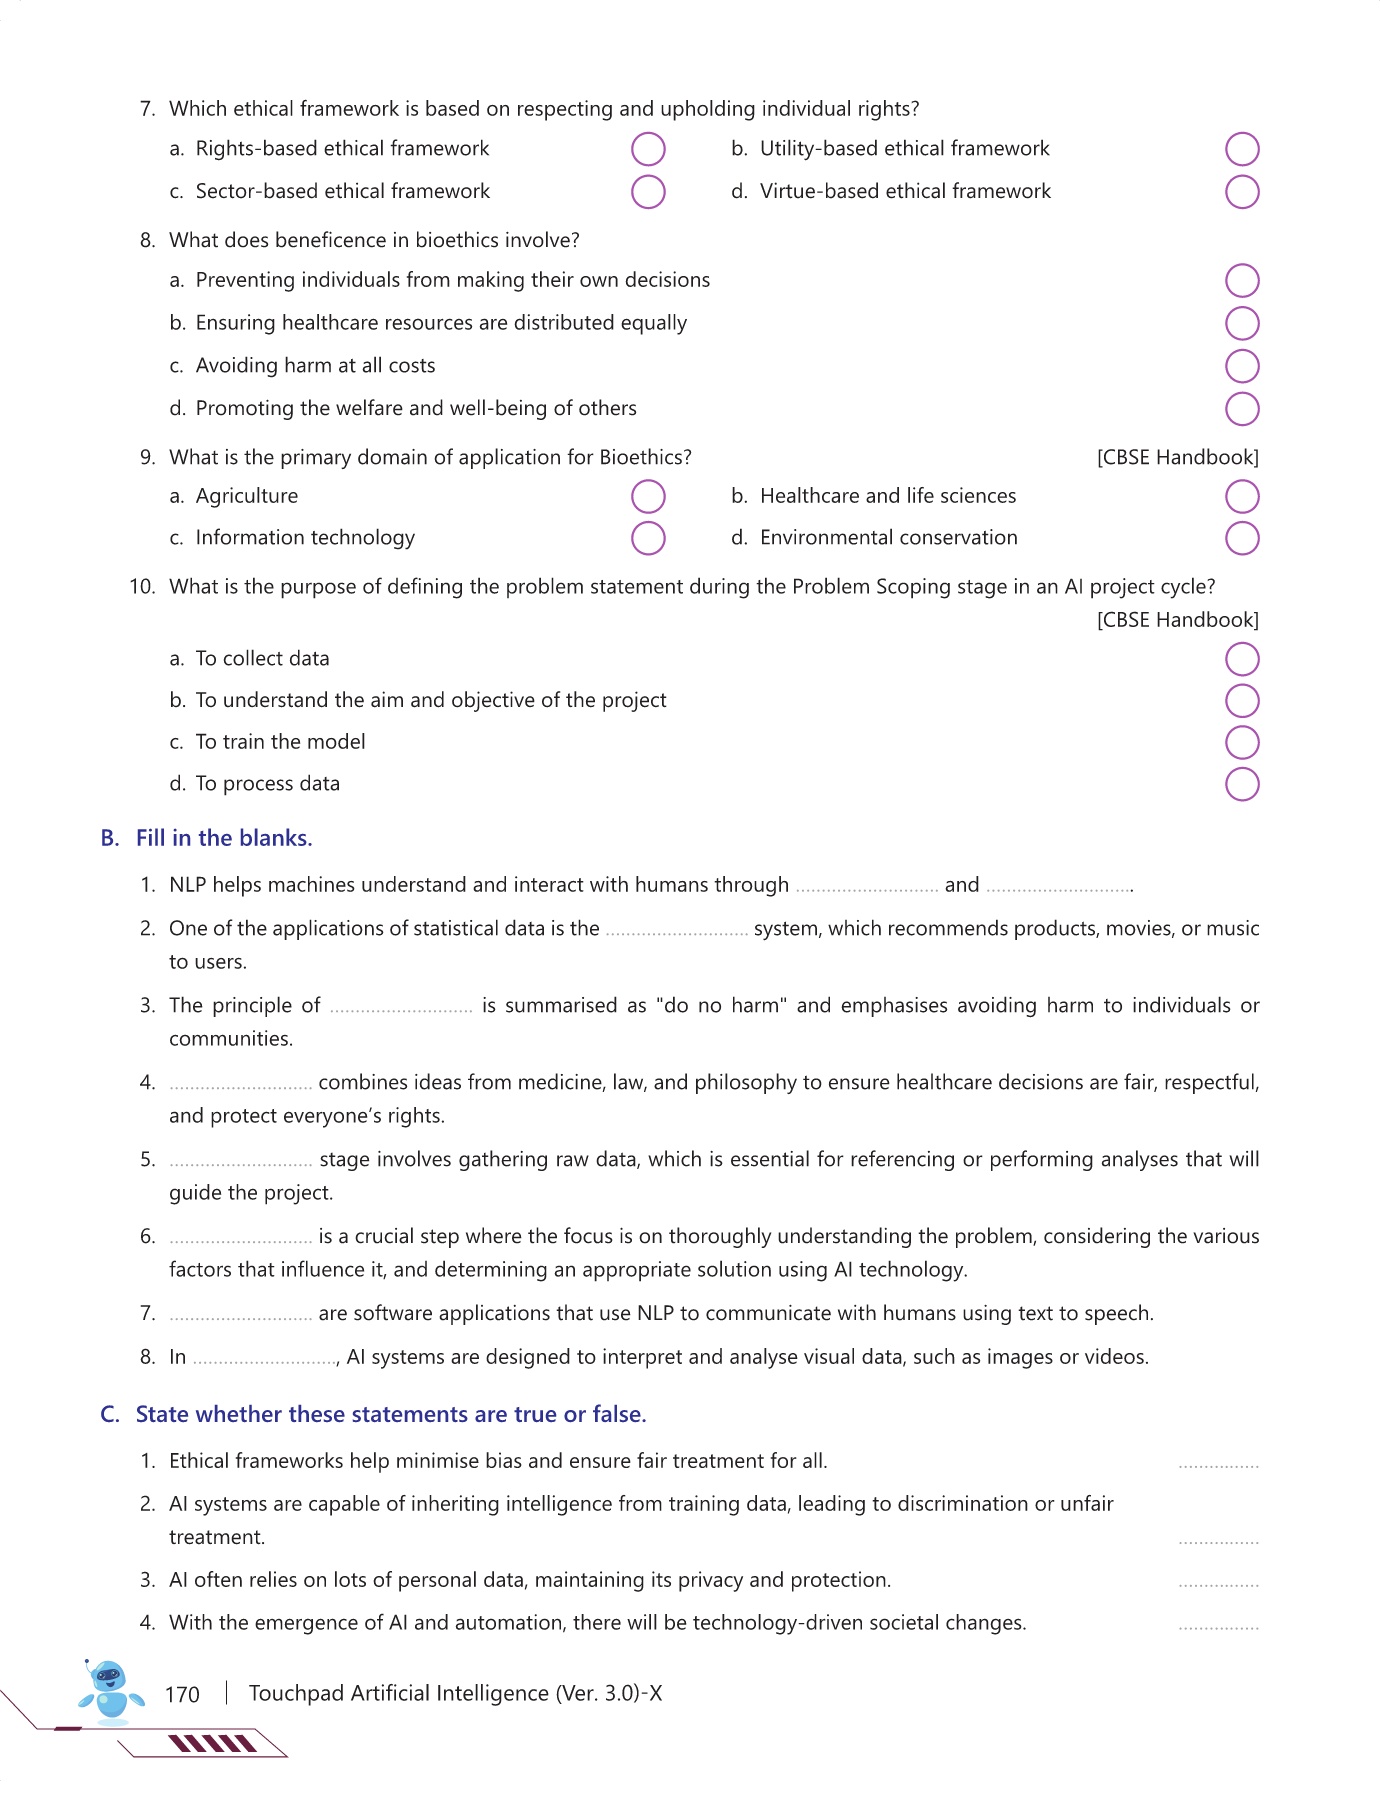 7. Which ethical framework is based on respecting and upholding individual rights?
a. Rights-based ethical framework
b. Utility-based ethical framework
c. Sector-based ethical framework
d. Virtue-based ethical framework
8. What does beneficence in bioethics involve?
a. Preventing individuals from making their own decisions
b. Ensuring healthcare resources are distributed equally
c. Avoiding harm at all costs
d. Promoting the welfare and well-being of others
9. What is the primary domain of application for Bioethics? [CBSE Handbook]
a. Agriculture
b. Healthcare and life sciences
c. Information technology
d. Environmental conservation
10. What is the purpose of defining the problem statement during the Problem Scoping stage in an AI project cycle?
[CBSE Handbook]
a. To collect data
b. To understand the aim and objective of the project
c. To train the model
d. To process data
B. Fill in the blanks.
1. NLP helps machines understand and interact with humans through ............................ and ............................
2. One of the applications of statistical data is the ............................ system, which recommends products, movies, or music
to users.
3. The principle of ............................ is summarised as "do no harm" and emphasises avoiding harm to individuals or
communities.
4. ............................ combines ideas from medicine, law, and philosophy to ensure healthcare decisions are fair, respectful,
and protect everyone's rights.
5. ............................ stage involves gathering raw data, which is essential for referencing or performing analyses that will
guide the project.
6. ............................ is a crucial step where the focus is on thoroughly understanding the problem, considering the various
factors that influence it, and determining an appropriate solution using AI technology.
7. ............................ are software applications that use NLP to communicate with humans using text to speech.
8. In ............................, AI systems are designed to interpret and analyse visual data, such as images or videos.
C. State whether these statements are true or false.
1. Ethical frameworks help minimise bias and ensure fair treatment for all. ................
2. AI systems are capable of inheriting intelligence from training data, leading to discrimination or unfair
treatment. ................
3. AI often relies on lots of personal data, maintaining its privacy and protection. ................
4. With the emergence of AI and automation, there will be technology-driven societal changes. ................
170 | Touchpad Artificial Intelligence (Ver. 3.0)-X